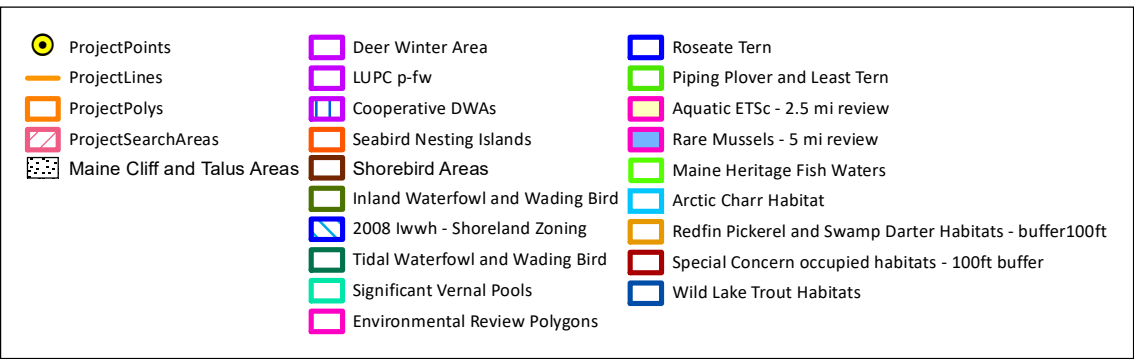 ProjectPoints
ProjectLines
ProjectPolys
ProjectSearchAreas
Maine Cliff and Talus Areas
Deer Winter Area
LUPC p-fw
Cooperative DWAs
Seabird Nesting Islands
Shorebird Areas
Inland Waterfowl and Wading Bird
2008 Iwwh - Shoreland Zoning
Tidal Waterfowl and Wading Bird
Significant Vernal Pools
Environmental Review Polygons
Roseate Tern
Piping Plover and Least Tern
Aquatic ETSc - 2.5 mi review
Rare Mussels - 5 mi review
Maine Heritage Fish Waters
Arctic Charr Habitat
Redfin Pickerel and Swamp Darter Habitats - buffer100ft
Special Concern occupied habitats - 100ft buffer
Wild Lake Trout Habitats